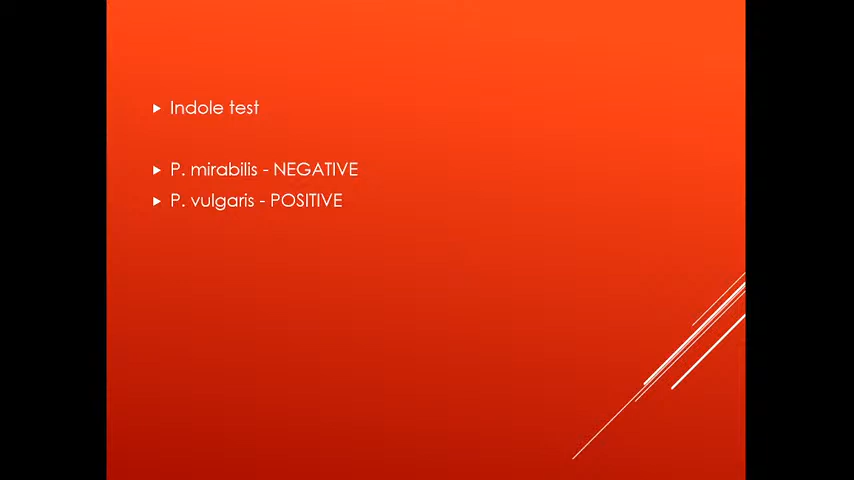 Indole test
P. mirabilis - NEGATIVE
P. vulgaris - POSITIVE